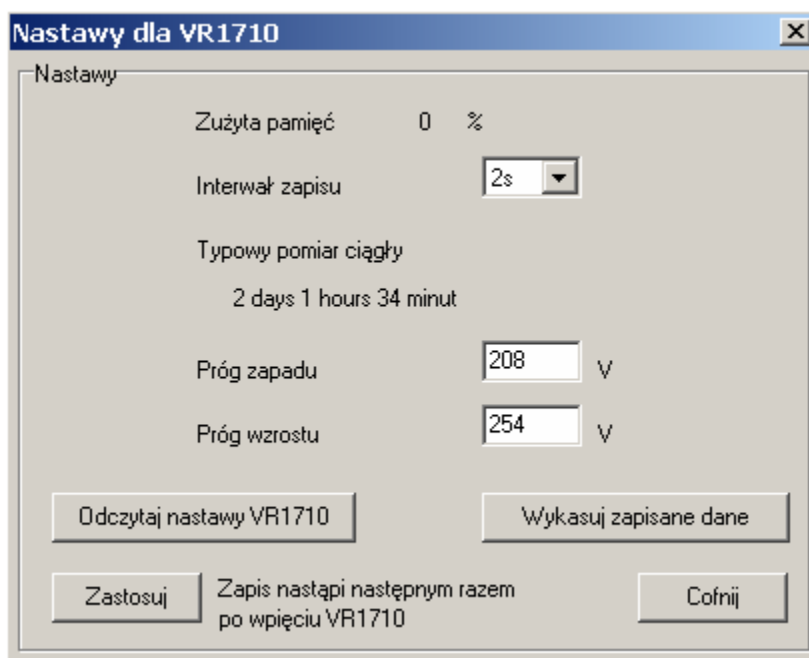 Nastawy dla VR1710
Nastawy
Zużyta pamięć 0 %
Interwał zapisu 2s
Typowy pomiar ciągły
2 days 1 hours 34 minut
Próg zapadu 208 V
Próg wzrostu 254 V
Odczytaj nastawy VR1710 Wykasuj zapisane dane
Zastosuj Zapis nastąpi następnym razem Cofnij
po wpięciu VR1710